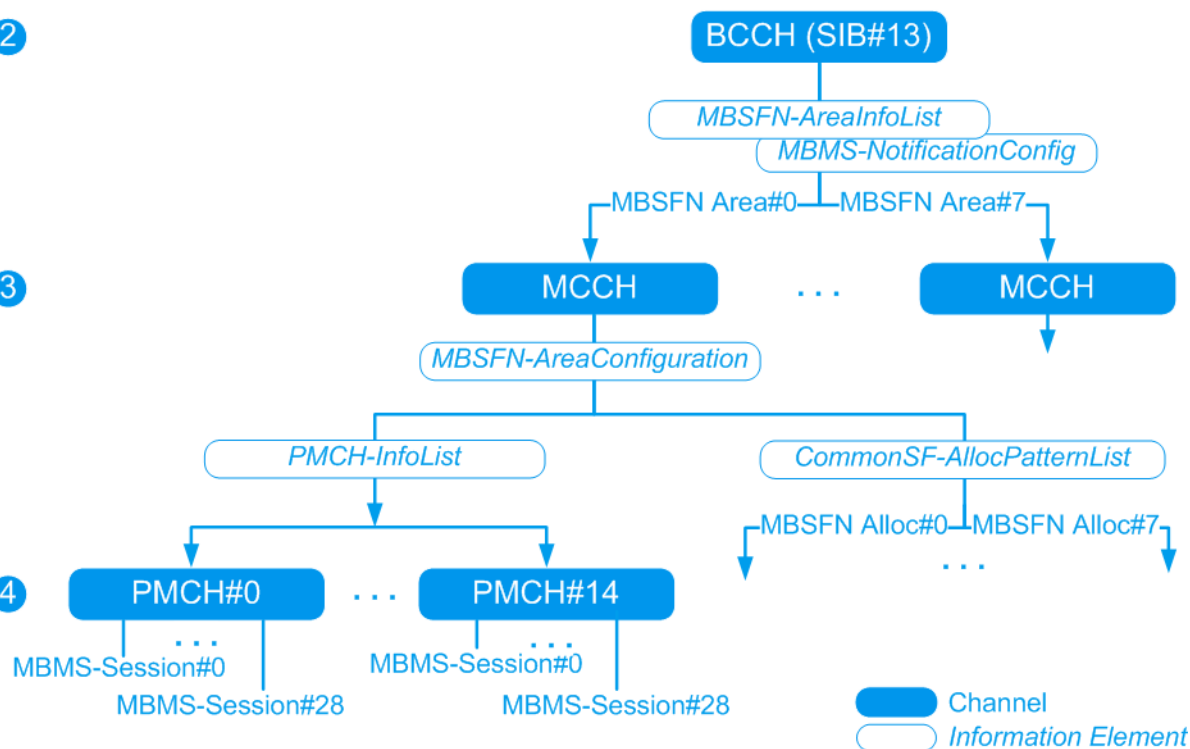 2
BCCH (SIB#13)
MBSFN-AreaInfoList
MBMS-NotificationConfig
MBSFN Area#0
MBSFN Area#7
3
MCCH
. . .
MCCH
MBSFN-AreaConfiguration
PMCH-InfoList
CommonSF-AllocPatternList
MBSFN Alloc#0
MBSFN Alloc#7
. . .
4
PMCH#0
. . .
PMCH#14
. . .
. . .
MBMS-Session#0
MBMS-Session#0
MBMS-Session#28
MBMS-Session#28
Channel
Information Element